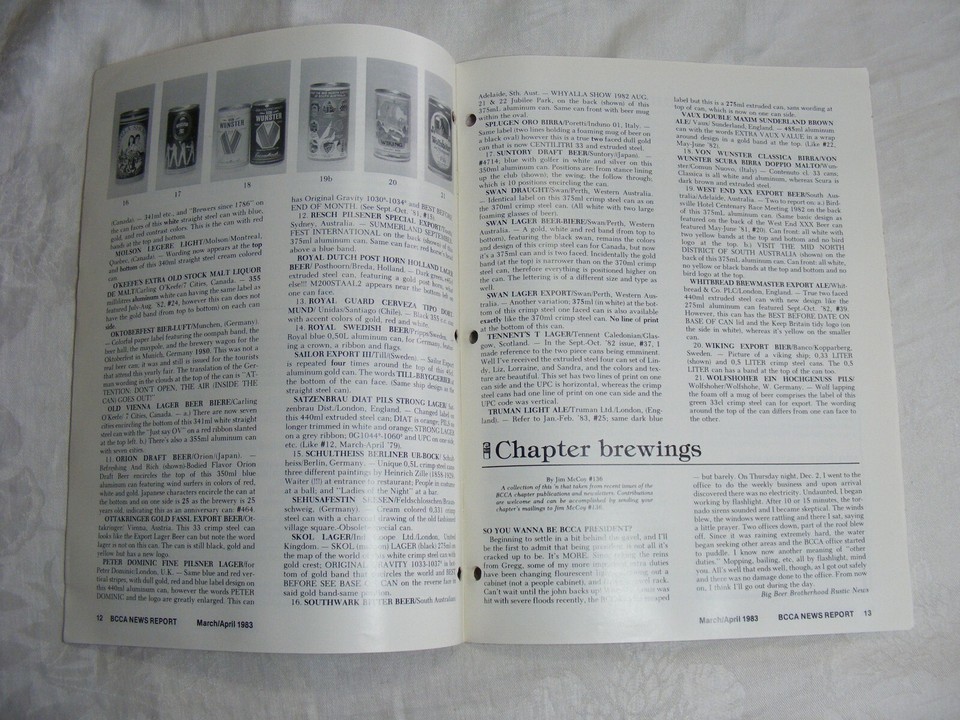 16
17
18
19b
20
21
(Canada) — 341ml etc., and "Brewers since 1786" on
the can faces of this white straight steel can with blue,
gold, and red contrast colors. This is the can with red
bands at the top and bottom.
MOLSON LEGERE LIGHT/Molson/Montreal,
Quebec, (Canada). — Wording now appears at the top
and bottom of this 340ml straight steel cream colored
can.
O'KEEFE'S EXTRA OLD STOCK MALT LIQUOR
DE MALT/Carling O'Keefe/? Cities, Canada. — 355
millilitres aluminum white can having the same label as
featured July-Aug. '82, #24, however this does not
have the gold band (from top to bottom) on each can
side.
OKTOBERFEST BIER-LUFT/Munchen, (Germany)
— Colorful paper label featuring the oompah band, the
beer hall, the maypole, and the brewery wagon for the
Octoberfest in Munich, Germany 1980. This was not a
real beer can, it was and still is issued for the tourists
that attend this yearly fair. The translation of the Ger-
man wording in the clouds at the top of the can is "AT-
TENTION: DON'T OPEN, THE AIR (INSIDE THE
CAN) GOES OUT!"
OLD VIENNA LAGER BEER BIERE/Carling
O'Keefe/ ? Cities, Canada. — a.) There are now seven
cities encircling the bottom of this 341ml white straight
steel can with the "Just say OV" on a red ribbon slanted
at the top left. b.) There's also a 355ml aluminum can
with seven cities.
11. ORION DRAFT BEER/Orion/(Japan). —
Refreshing And Rich (shown)-Bodied Flavor Orion
Draft Beer encircles the top of this 350ml blue
aluminum can featuring wind surfers in colors of red,
white and gold. Japanese characters encircle the can at
the bottom and on one side is 25 as the brewery is 25
years old, indicating this as an anniversary can: #464.
OTTAKRINGER GOLD FASSL EXPORT BEER/Ot-
takringer/ Vienna, Austria. This 33 crimp steel can
looks like the Export Lager Beer can but note the word
lager is not on this can. The can is still black, gold and
yellow but has a new logo.
PETER DOMINIC FINE PILSNER LAGER/for
Peter Dominic/London, U.K. — Same blue and red ver-
tical stripes, with dull gold, red and blue label design on
this 440ml aluminum can, however the words PETER
DOMINIC and the logo are greatly enlarged. This can
12 BCCA NEWS REPORT March/April 1983
has Original Gravity 1030º-1034º and BEST BEFORE
END OF MONTH. (See Sept.-Oct. '81, #18).
12. RESCH PILSENER SPECIAL EXPORT/Tooth/
Sydney, Australia. — SUMMERLAND SEPTEMBER
FEST INTERNATIONAL on the back (shown) of this
375ml aluminum can. Same can face, red horse's head
above a blue band.
ROYAL DUTCH POST HORN HOLLAND LAGER
BEER/ Posthoorn/Breda, Holland. — Dark green, what
else!!! M200STAAL2 appears near the bottom left on
one can face.
13. ROYAL GUARD CERVEZA TIPO DORT-
MUND/ Unidas/Santiago/(Chile). — Black
with accent colors of gold, red and white.
14. ROYAL SWEDISH BEER/Pripps/Sweden. —
Royal blue 0,50L aluminum can, for Germany, featur-
ing a crown, a ribbon and flags.
SAILOR EXPORT III/Till/(Sweden). — Sailor Export
is repeated four times around the top of this
aluminum gold can. The words TILL-BRYGGERIER
the bottom of the can face. (Same ship design as the
straight steel can).
SATZENBRAU DIAT PILS STRONG LAGER/
zenbrau Dist./London, England. — Changed label on
this 440ml extruded steel can; DIAT is orange; PILS no
longer trimmed in white and orange; STRONG LAGER
on a grey ribbon; 0G1044º-1060º and UPC on one side
etc. (Like #12, March-April '79).
15. SCHULTHEISS BERLINER UB-BOCK/ Schult-
heiss/Berlin, Germany. — Unique 0,5L crimp steel came
three different paintings by Heinrich Zille (1858-1929)
Waiter (!!!) at entrance to restaurant; People in costume
at a ball; and "Ladies of the Night" at a bar.
schweig, (Germany). — Cream colored 0,331 crimp
steel can with a charcoal drawing of the old fashioned
village square.-Obsolete special can.
SKOL LAGER/Ind Coope Ltd./London, United
Kingdom. — SKOL LAGER (black) 275ml
the map of the world on this white crimp steel can with
gold crest; ORIGINAL GRAVITY 1033-1037º in bot-
tom of gold band that circles the world and BEST
BEFORE SEE BASE OF CAN on the reverse face in
said gold band-same position.
16. SOUTHWARK BITTER BEER/South Australian/
Adelaide, Sth. Aust. — WHYALLA SHOW 1982 AUG.
21 & 22 Jubilee Park, on the back (shown) of this
375ml. aluminum can. Same can front with beer mug
within the oval.
SPLUGEN ORO BIRRA/Poretti/Induno 01, Italy. —
Same label (two lines holding a foaming mug of beer on
a black oval) however this is a true two faced dull gold
can that is now CENTILITRI 33 and extruded steel.
17. SUNTORY DRAFT BEER/Suntory/(Japan). —
#4714; blue with golfer in white and silver on this
350ml aluminum can. Positions are: from stance lining
up the club (shown), the swing; the follow through;
which is 10 positions encircling the can.
SWAN DRAUGHT/Swan/Perth, Western Australia.
— Identical label on this 375ml crimp steel can as on
the 370ml crimp steel can. (All white with two large
foaming glasses of beer).
SWAN LAGER BEER-BIERE/Swan/Perth, Western
Australia. — A gold, white and red band (from top to
bottom), featuring the black swan, remains the colors
and design of this crimp steel can for Canada, but now
it's a 375ml can and is two faced. Incidentally the gold
band (at the top) is narrower than on the 370ml crimp
steel can, therefore everything is positioned higher on
the can. The lettering is of a different size and type as
well.
SWAN LAGER EXPORT/Swan/Perth, Western Aus-
tralia. — Another variation; 375ml (in white) at the bot-
tom of this crimp steel one faced can is also available
exactly like the 370ml crimp steel can. No line of print
at the bottom of this can.
TENNENT'S T LAGER/Tennent Caledonian/Glas-
gow, Scotland. — In the Sept.-Oct. '82 issue, #37, I
made reference to the two piece cans being eminent.
Well I've received the extruded steel four can set of Lin-
dy, Liz, Lorraine, and Sandra, and the colors and tex-
ture are beautiful. This set has two lines of print on one
can side and the UPC is horizontal, whereas the crimp
steel cans had one line of print on one can side and the
UPC code was vertical.
TRUMAN LIGHT ALE/Truman Ltd./London, (Eng-
land). — Refer to Jan.-Feb. '83, #25; same dark blue
label but this is a 275ml extruded can, sam wording at
top of can, which is now on one can side.
VAUX DOUBLE MAXIM SUNDERLAND BROWN
ALE/ Vaux/ Sunderland, England. — 485ml aluminum
can with the words EXTRA VAUX VALUE in a wrap
around design in a gold band at the top. (Like #22,
May-June '82).
18. VON WUNSTER CLASSICA BIRRA/VON
WUNSTER SCURA BIRRA DOPPIO MALTO/Wun-
ster/Comun Nuovo, (Italy) — Contenuto cl. 33 cans.
Classica is all white and aluminum, whereas Scura is
dark brown and extruded steel.
19. WEST END XXX EXPORT BEER/South Aus-
tralia/Adelaide, Australia. — Two to report on: a.) Bird-
sville Hotel Centenary Race Meeting 1982 on the back
of this 375ml. aluminum can. (Same basic design as
featured on the back of the West End XXX Beer can
featured May-June '81, #20). Can front: all white with
two yellow bands at the top and bottom and no bird
logo at the top. b.) VISIT THE MID NORTH
DISTRICT OF SOUTH AUSTRALIA (shown) on the
back of this 375ml aluminum can. Can front: all white,
no yellow or black bands at the top and bottom and no
bird logo at the top.
WHITBREAD BREWMASTER EXPORT ALE/Whit-
bread & Co. PLC/London, England. — True two faced
440ml extruded steel can with new design like the
275ml aluminum can featured Sept.-Oct. '82, #39.
However, this can has the BEST BEFORE DATE ON
BASE OF CAN lid and the Keep Britain tidy logo (on
the side in white), whereas it's yellow on the smaller
can.
20. WIKING EXPORT BIER/Banco/Kopparberg,
Sweden. — Picture of a viking ship; 0,33 LITER
(shown) and 0,5 LITER crimp steel cans. The 0,5
LITER can has a band at the top of the can.
21. WOLFSHOHER EIN HOCHGENUSS PILS/
Wolfshoher/Wolfshohe, W. Germany. — Wolf lapping
the foam off a mug of beer comprises the label of this
green 33cl crimp steel can for export. The wording
around the top of the can differs from one can face to
the other.
Chapter brewings
By Jim McCoy #136
A collection of this 'n that taken from recent issues of the
BCCA chapter publications and newsletters. Contributions
are welcome and can be accomplished by sending your
chapter's mailings to Jim McCoy #136.
SO YOU WANNA BE BCCA PRESIDENT?
Beginning to settle in a bit behind the gavel, and I'll
be the first to admit that being president is not all it's
cracked up to be. It's MORE. Since taking the reins
from Gregg, some of my more important duties
have been changing flourescent out a
cabinet (not a people cabinet), and rack.
Can't wait until the john backs up! was
hit with severe floods recently, the
— but barely. On Thursday night, Dec. 2, I went to the
office to do the weekly business and upon arrival
discovered there was no electricity. Undaunted, I began
working by flashlight. After 10 or 15 minutes, the tor-
nado sirens sounded and I became skeptical. The winds
blew, the windows were rattling and there I sat, saying
a little prayer. Two offices down, part of the roof blew
off. Since it was raining extremely hard, the water
began seeking other areas and the BCCA office started
to puddle. I know now another meaning of "other
duties." Mopping, bailing, etc. all by flashlight, mind
you. All's well that ends well, though, as I got out safely
and there was no damage done to the office. From now
on, I think I'll go during the day.
Big Beer Brotherhood Rustic News
March/April 1983 BCCA NEWS REPORT 13